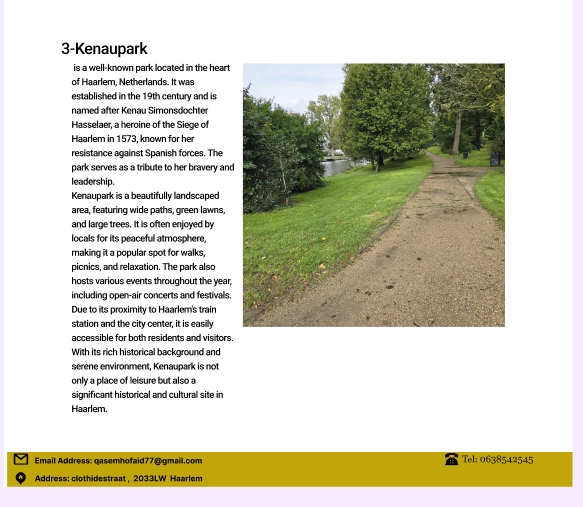 3-Kenaupark
is a well-known park located in the heart
of Haarlem, Netherlands. It was
established in the 19th century and is
named after Kenau Simonsdochter
Hasselaer, a heroine of the Siege of
Haarlem in 1573, known for her
resistance against Spanish forces. The
park serves as a tribute to her bravery and
leadership.
Kenaupark is a beautifully landscaped
area, featuring wide paths, green lawns,
and large trees. It is often enjoyed by
locals for its peaceful atmosphere,
making it a popular spot for walks,
picnics, and relaxation. The park also
hosts various events throughout the year,
including open-air concerts and festivals.
Due to its proximity to Haarlem's train
station and the city center, it is easily
accessible for both residents and visitors.
With its rich historical background and
serene environment, Kenaupark is not
only a place of leisure but also a
significant historical and cultural site in
Haarlem.
Email Address: qasemhofaid77@gmail.com
Tel: 0638542545
Address: clothidestraat , 2033LW Haarlem